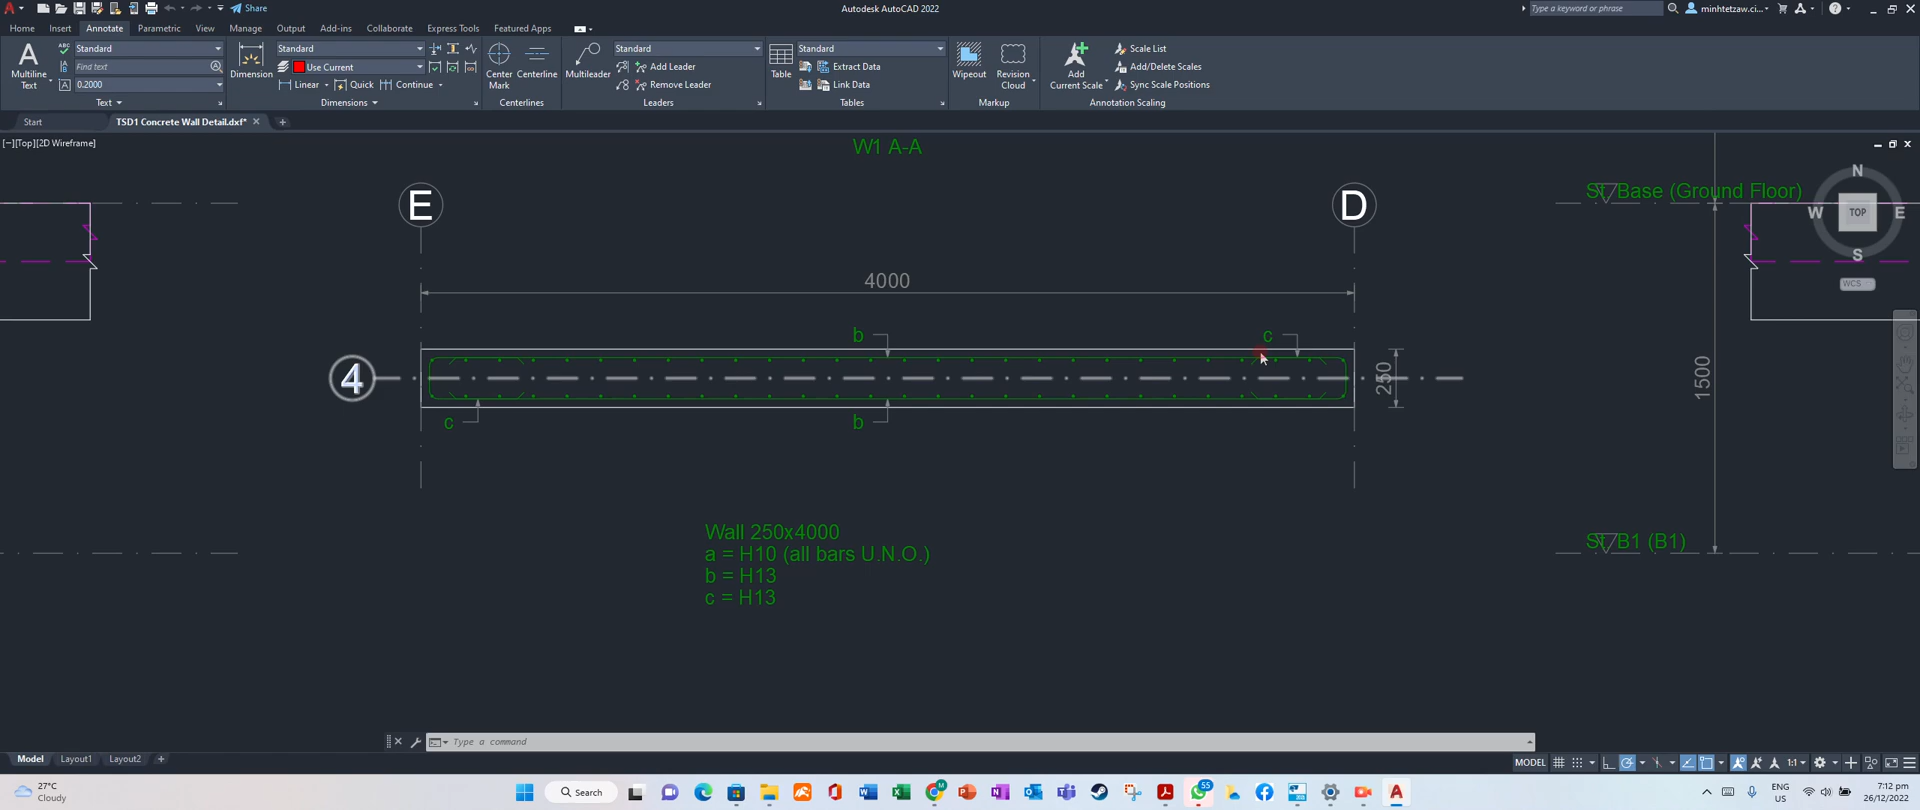 Share
Autodesk AutoCAD 2022
Type a keyword or phrase
minhtetzaw.ci...
Home Insert Annotate Parametric View Manage Output Add-ins Collaborate Express Tools Featured Apps
A
Multiline
Text
Standard
Find text
0.2000
Text
Dimension
Standard
Use Current
Linear Quick Continue
Dimensions
Center
Mark
Centerline
Centerlines
Multileader
Standard
Add Leader
Remove Leader
Leaders
Table
Standard
Extract Data
Link Data
Tables
Wipeout
Revision
Cloud
Markup
Add
Current Scale
Scale List
Add/Delete Scales
Sync Scale Positions
Annotation Scaling
Start
TSD1 Concrete Wall Detail.dxf*
[−][Top][2D Wireframe]
W1 A-A
E
D
4000
b
c
4
250
c
b
Wall 250x4000
a = H10 (all bars U.N.O.)
b = H13
c = H13
St. Base (Ground Floor)
1500
St. B1 (B1)
N
W
TOP
E
S
WCS
Type a command
Model Layout1 Layout2
MODEL
1:1
27°C
Cloudy
Search
55
ENG
US
7:12 pm
26/12/2022